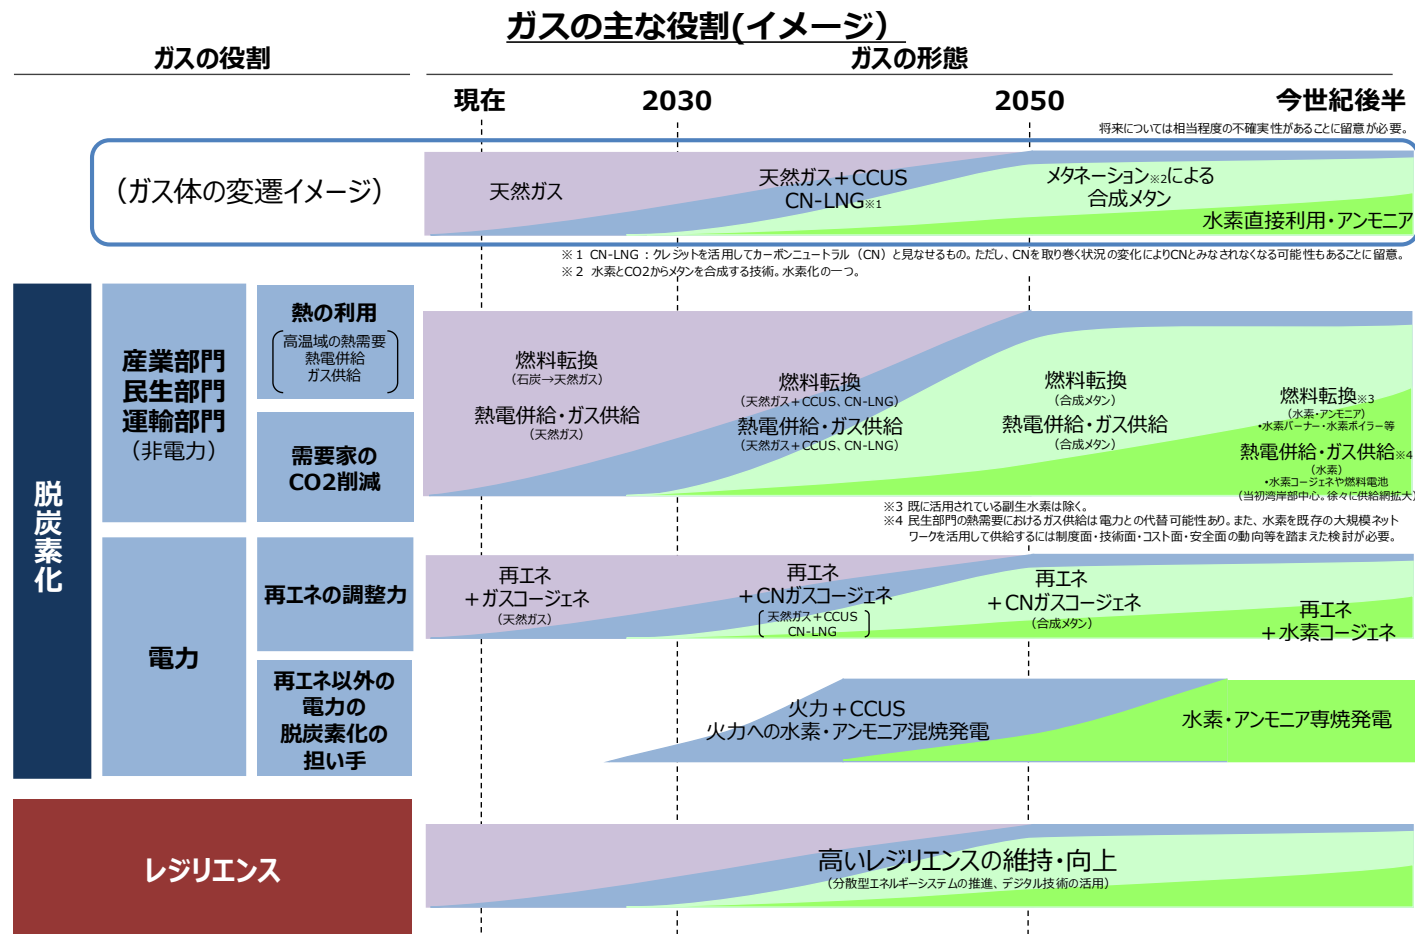 ガスの主な役割(イメージ）
ガスの役割
ガスの形態
現在
2030
2050
今世紀後半
将来については相当程度の不確実性があることに留意が必要。
（ガス体の変遷イメージ）
天然ガス
天然ガス＋CCUS
CN-LNG※1
メタネーション※2による
合成メタン
水素直接利用・アンモニア
※１ CN-LNG ：クレジットを活用してカーボンニュートラル（CN）と見なせるもの。ただし、CNを取り巻く状況の変化によりCNとみなされなくなる可能性もあることに留意。
※２ 水素とCO2からメタンを合成する技術。水素化の一つ。
脱炭素化
産業部門
民生部門
運輸部門
（非電力）
熱の利用
高温域の熱需要
熱電併給
ガス供給
需要家の
CO2削減
燃料転換
（石炭→天然ガス）
熱電併給・ガス供給
（天然ガス）
燃料転換
（天然ガス＋CCUS、CN-LNG）
熱電併給・ガス供給
（天然ガス＋CCUS、CN-LNG）
燃料転換
（合成メタン）
熱電併給・ガス供給
（合成メタン）
燃料転換※3
（水素・アンモニア）
・水素バーナー・水素ボイラー等
熱電併給・ガス供給※4
（水素）
・水素コージェネや燃料電池
（当初湾岸部中心。徐々に供給網拡大）
※３ 既に活用されている副生水素は除く。
※４ 民生部門の熱需要におけるガス供給は電力との代替可能性あり。また、水素を既存の大規模ネット
ワークを活用して供給するには制度面・技術面・コスト面・安全面の動向等を踏まえた検討が必要。
電力
再エネの調整力
再エネ
＋ガスコージェネ
（天然ガス）
再エネ
＋CNガスコージェネ
天然ガス＋CCUS
CN-LNG
再エネ
＋CNガスコージェネ
（合成メタン）
再エネ
＋水素コージェネ
再エネ以外の
電力の
脱炭素化の
担い手
火力＋CCUS
火力への水素・アンモニア混焼発電
水素・アンモニア専焼発電
レジリエンス
高いレジリエンスの維持・向上
（分散型エネルギーシステムの推進、デジタル技術の活用）